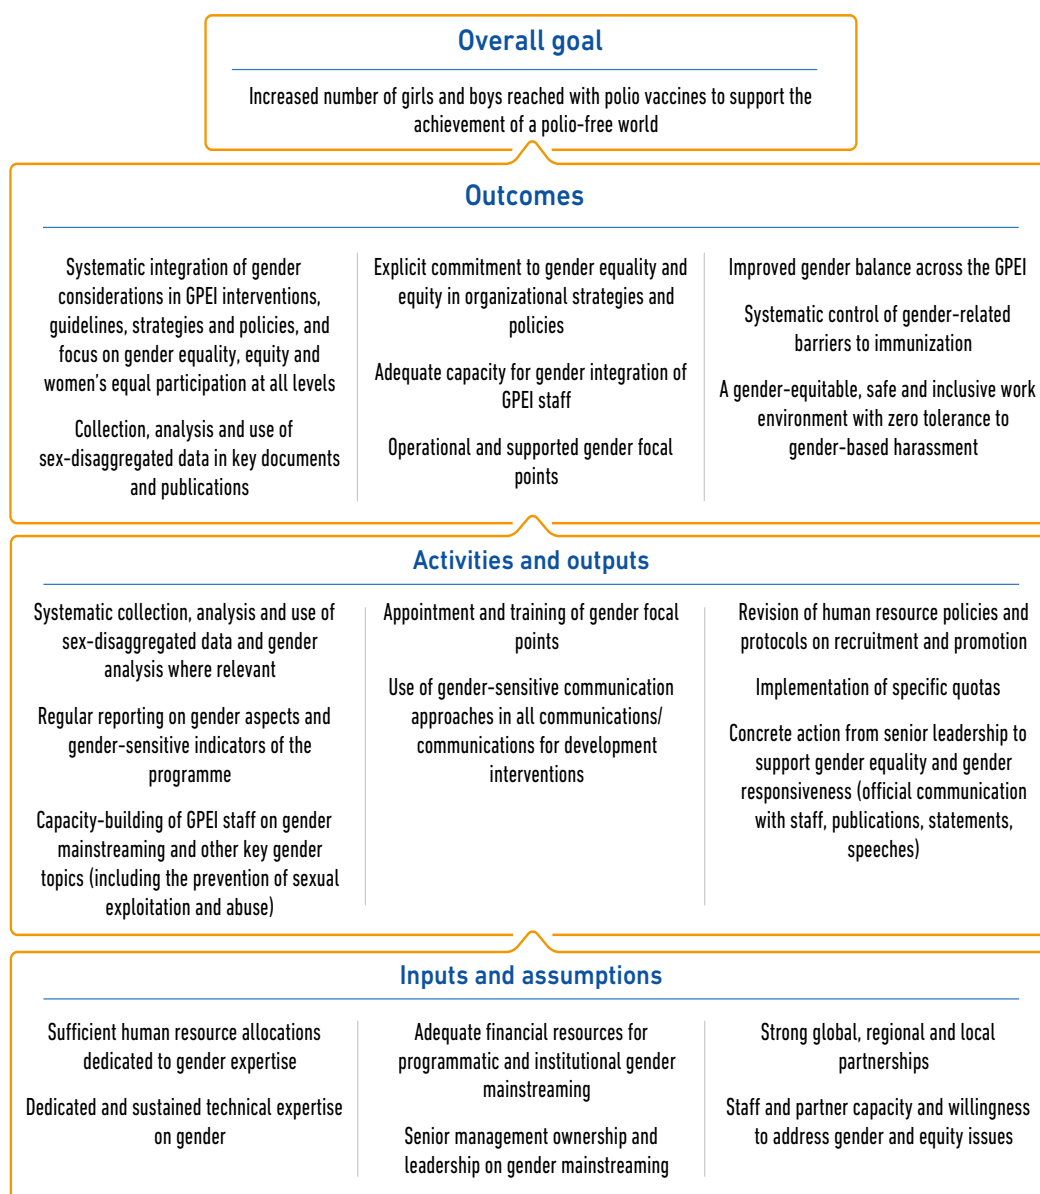 Overall goal
Increased number of girls and boys reached with polio vaccines to support the
achievement of a polio-free world
Outcomes
Systematic integration of gender
considerations in GPEI interventions,
guidelines, strategies and policies, and
focus on gender equality, equity and
women's equal participation at all levels
Collection, analysis and use of
sex-disaggregated data in key documents
and publications
Explicit commitment to gender equality and
equity in organizational strategies and
policies
Adequate capacity for gender integration of
GPEI staff
Operational and supported gender focal
points
Improved gender balance across the GPEI
Systematic control of gender-related
barriers to immunization
A gender-equitable, safe and inclusive work
environment with zero tolerance to
gender-based harassment
Activities and outputs
Systematic collection, analysis and use of
sex-disaggregated data and gender
analysis where relevant
Regular reporting on gender aspects and
gender-sensitive indicators of the
programme
Capacity-building of GPEI staff on gender
mainstreaming and other key gender
topics (including the prevention of sexual
exploitation and abuse)
Appointment and training of gender focal
points
Use of gender-sensitive communication
approaches in all communications/
communications for development
interventions
Revision of human resource policies and
protocols on recruitment and promotion
Implementation of specific quotas
Concrete action from senior leadership to
support gender equality and gender
responsiveness (official communication
with staff, publications, statements,
speeches)
Inputs and assumptions
Sufficient human resource allocations
dedicated to gender expertise
Dedicated and sustained technical expertise
on gender
Adequate financial resources for
programmatic and institutional gender
mainstreaming
Senior management ownership and
leadership on gender mainstreaming
Strong global, regional and local
partnerships
Staff and partner capacity and willingness
to address gender and equity issues